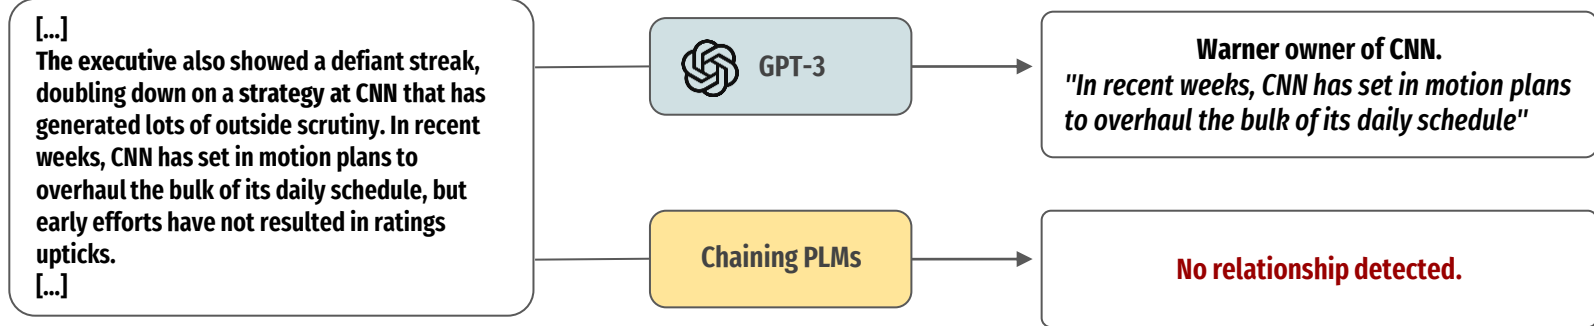 [...]
The executive also showed a defiant streak,
doubling down on a strategy at CNN that has
generated lots of outside scrutiny. In recent
weeks, CNN has set in motion plans to
overhaul the bulk of its daily schedule, but
early efforts have not resulted in ratings
upticks.
[...]
GPT-3
Warner owner of CNN.
"In recent weeks, CNN has set in motion plans
to overhaul the bulk of its daily schedule"
Chaining PLMs
No relationship detected.